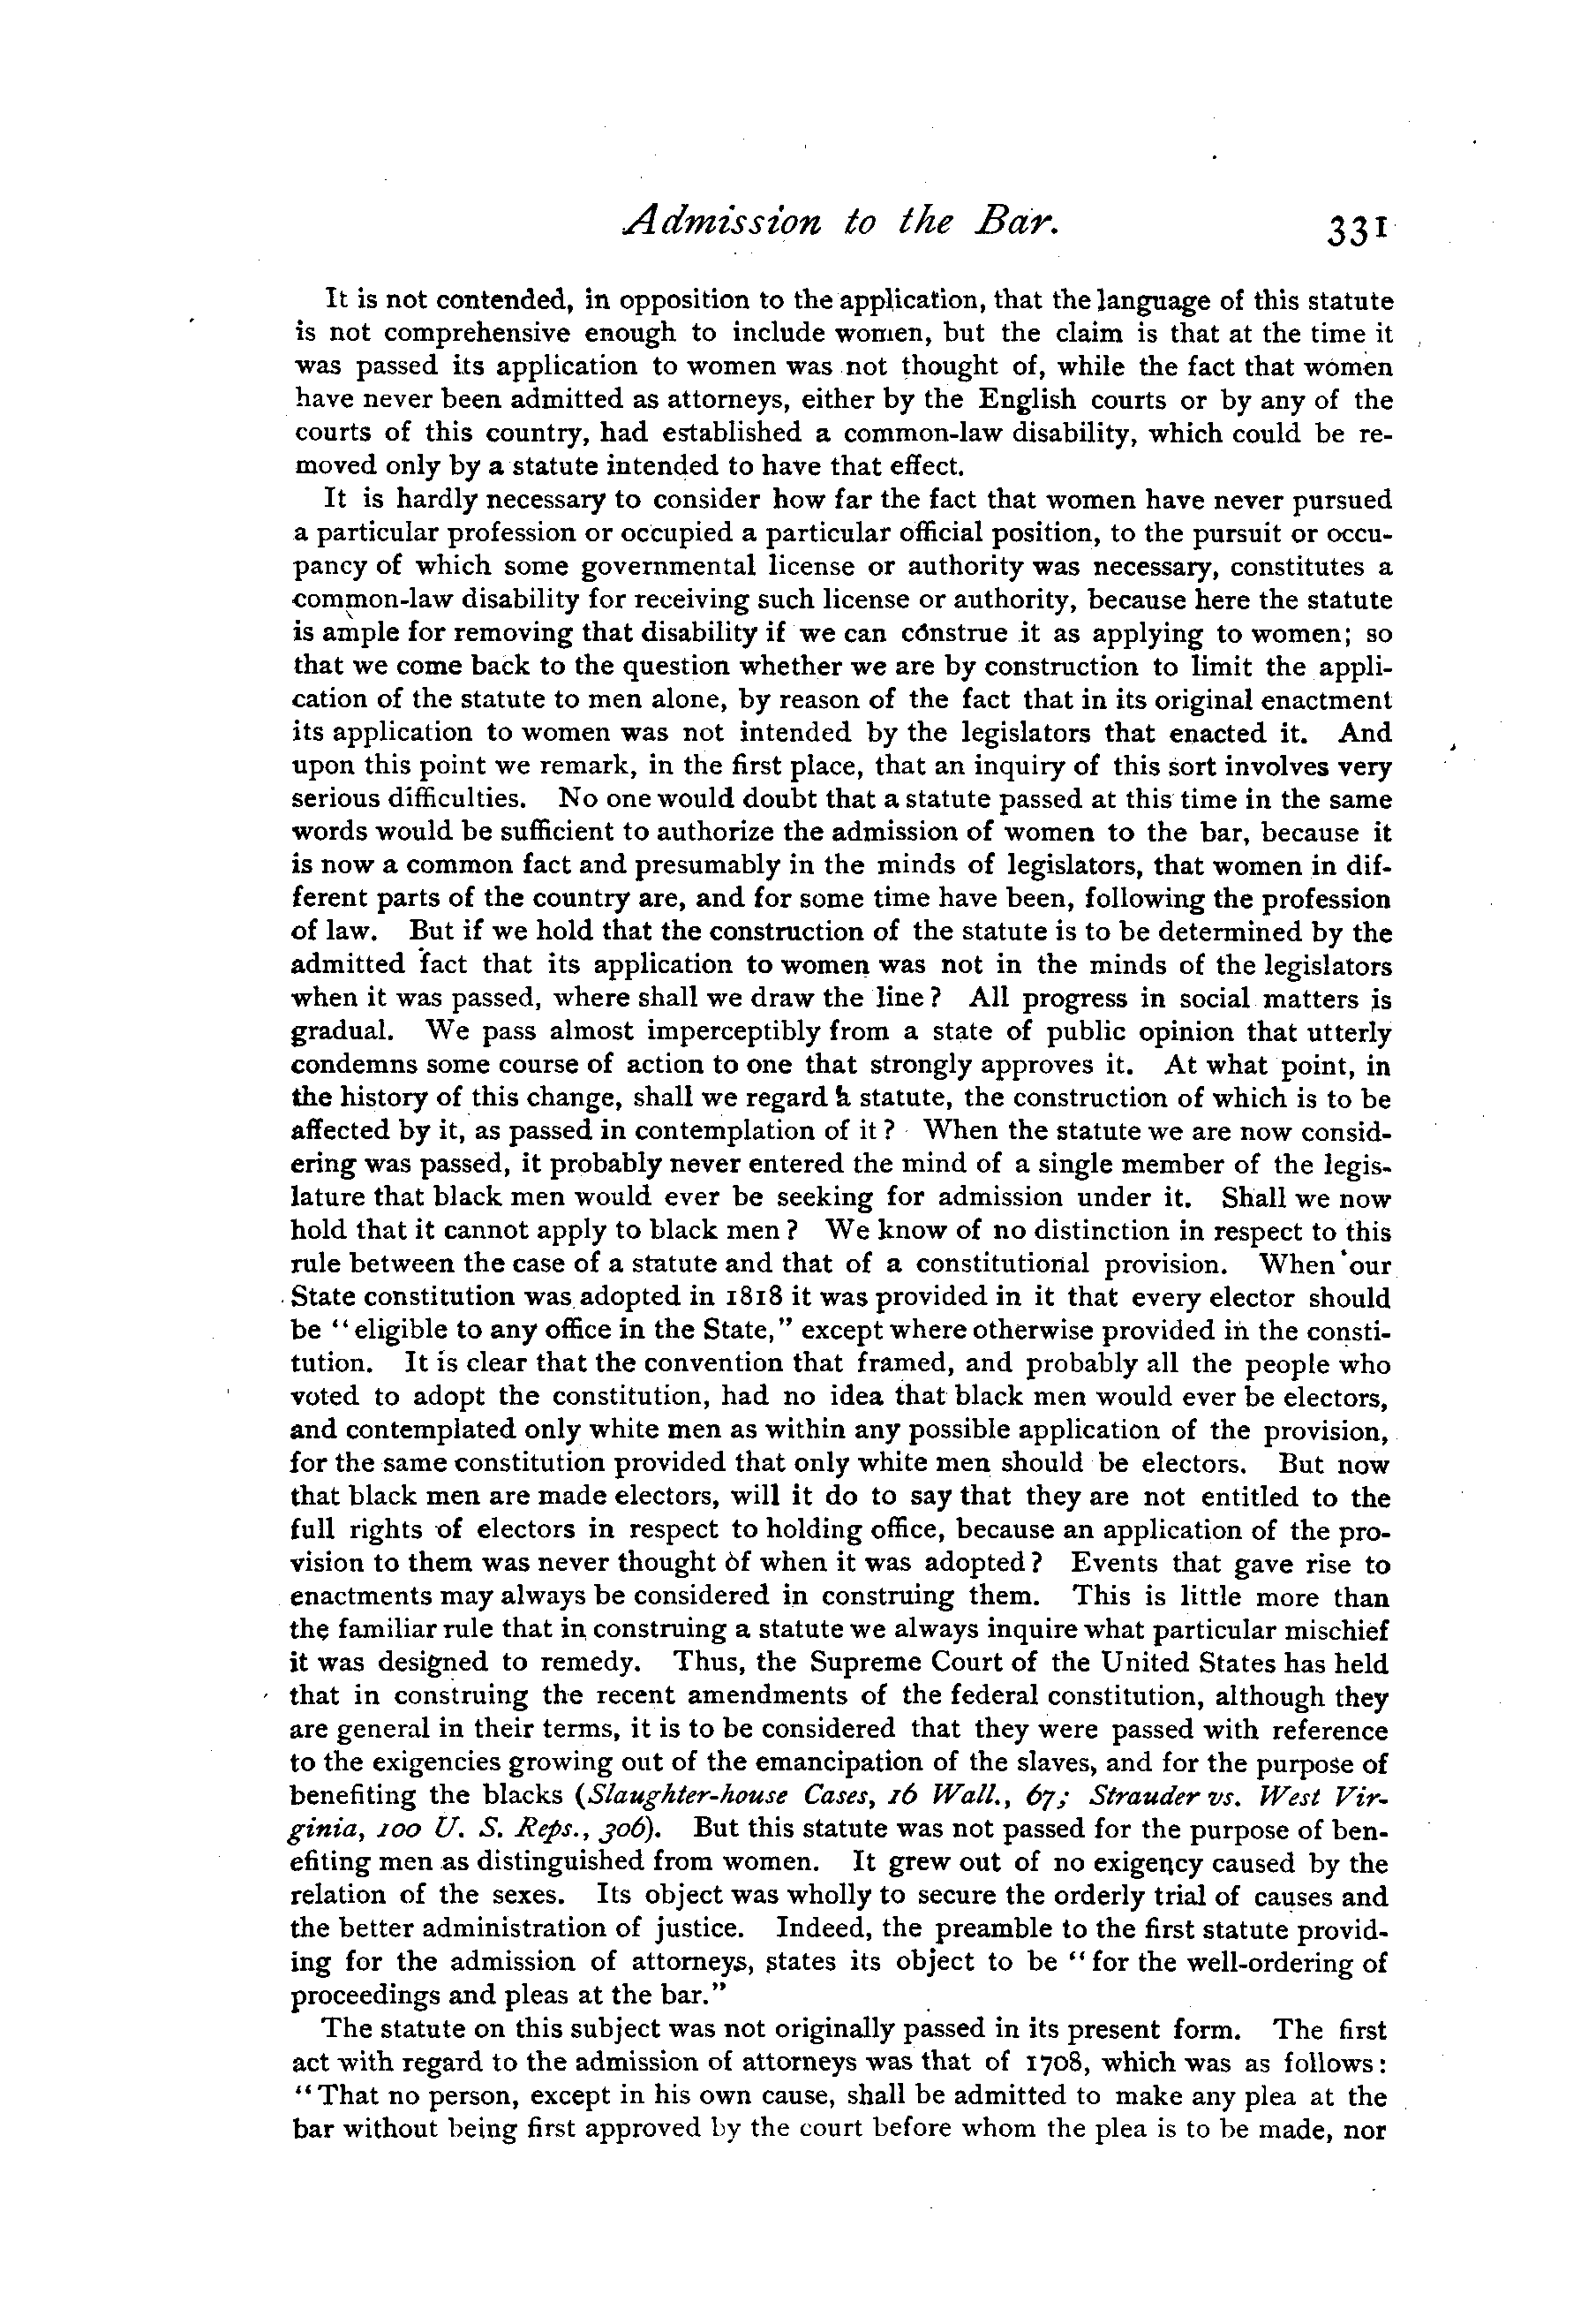 Admission to the Bar. 331
It is not contended, in opposition to the application, that the language of this statute
is not comprehensive enough to include women, but the claim is that at the time it
was passed its application to women was not thought of, while the fact that women
have never been admitted as attorneys, either by the English courts or by any of the
courts of this country, had established a common-law disability, which could be re-
moved only by a statute intended to have that effect.
It is hardly necessary to consider how far the fact that women have never pursued
a particular profession or occupied a particular official position, to the pursuit or occu-
pancy of which some governmental license or authority was necessary, constitutes a
common-law disability for receiving such license or authority, because here the statute
is ample for removing that disability if we can construe it as applying to women; so
that we come back to the question whether we are by construction to limit the appli-
cation of the statute to men alone, by reason of the fact that in its original enactment
its application to women was not intended by the legislators that enacted it. And
upon this point we remark, in the first place, that an inquiry of this sort involves very
serious difficulties. No one would doubt that a statute passed at this time in the same
words would be sufficient to authorize the admission of women to the bar, because it
is now a common fact and presumably in the minds of legislators, that women in dif-
ferent parts of the country are, and for some time have been, following the profession
of law. But if we hold that the construction of the statute is to be determined by the
admitted fact that its application to women was not in the minds of the legislators
when it was passed, where shall we draw the line? All progress in social matters is
gradual. We pass almost imperceptibly from a state of public opinion that utterly
condemns some course of action to one that strongly approves it. At what point, in
the history of this change, shall we regard a statute, the construction of which is to be
affected by it, as passed in contemplation of it? When the statute we are now consid-
ering was passed, it probably never entered the mind of a single member of the legis-
lature that black men would ever be seeking for admission under it. Shall we now
hold that it cannot apply to black men? We know of no distinction in respect to this
rule between the case of a statute and that of a constitutional provision. When our
State constitution was adopted in 1818 it was provided in it that every elector should
be "eligible to any office in the State," except where otherwise provided in the consti-
tution. It is clear that the convention that framed, and probably all the people who
voted to adopt the constitution, had no idea that black men would ever be electors,
and contemplated only white men as within any possible application of the provision,
for the same constitution provided that only white men should be electors. But now
that black men are made electors, will it do to say that they are not entitled to the
full rights of electors in respect to holding office, because an application of the pro-
vision to them was never thought of when it was adopted? Events that gave rise to
enactments may always be considered in construing them. This is little more than
the familiar rule that in construing a statute we always inquire what particular mischief
it was designed to remedy. Thus, the Supreme Court of the United States has held
that in construing the recent amendments of the federal constitution, although they
are general in their terms, it is to be considered that they were passed with reference
to the exigencies growing out of the emancipation of the slaves, and for the purpose of
benefiting the blacks (Slaughter-house Cases, 16 Wall., 67; Strauder vs. West Vir-
ginia, 100 U. S. Reps., 306). But this statute was not passed for the purpose of ben-
efiting men as distinguished from women. It grew out of no exigency caused by the
relation of the sexes. Its object was wholly to secure the orderly trial of causes and
the better administration of justice. Indeed, the preamble to the first statute provid-
ing for the admission of attorneys, states its object to be "for the well-ordering of
proceedings and pleas at the bar."
The statute on this subject was not originally passed in its present form. The first
act with regard to the admission of attorneys was that of 1708, which was as follows:
"That no person, except in his own cause, shall be admitted to make any plea at the
bar without being first approved by the court before whom the plea is to be made, nor